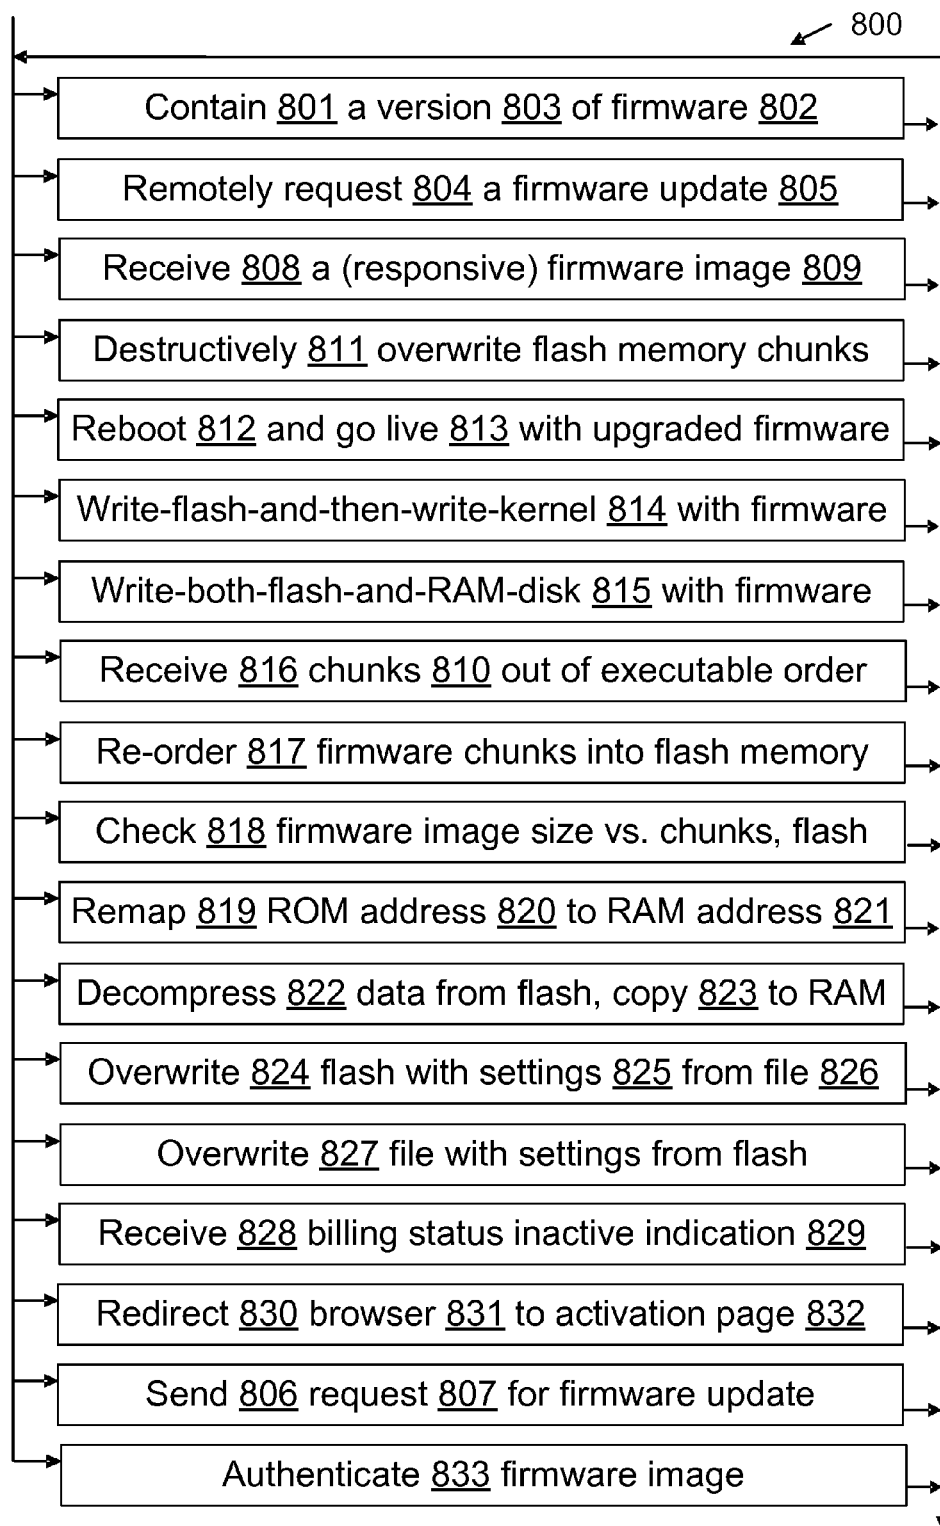 800
Contain 801 a version 803 of firmware 802
Remotely request 804 a firmware update 805
Receive 808 a (responsive) firmware image 809
Destructively 811 overwrite flash memory chunks
Reboot 812 and go live 813 with upgraded firmware
Write-flash-and-then-write-kernel 814 with firmware
Write-both-flash-and-RAM-disk 815 with firmware
Receive 816 chunks 810 out of executable order
Re-order 817 firmware chunks into flash memory
Check 818 firmware image size vs. chunks, flash
Remap 819 ROM address 820 to RAM address 821
Decompress 822 data from flash, copy 823 to RAM
Overwrite 824 flash with settings 825 from file 826
Overwrite 827 file with settings from flash
Receive 828 billing status inactive indication 829
Redirect 830 browser 831 to activation page 832
Send 806 request 807 for firmware update
Authenticate 833 firmware image